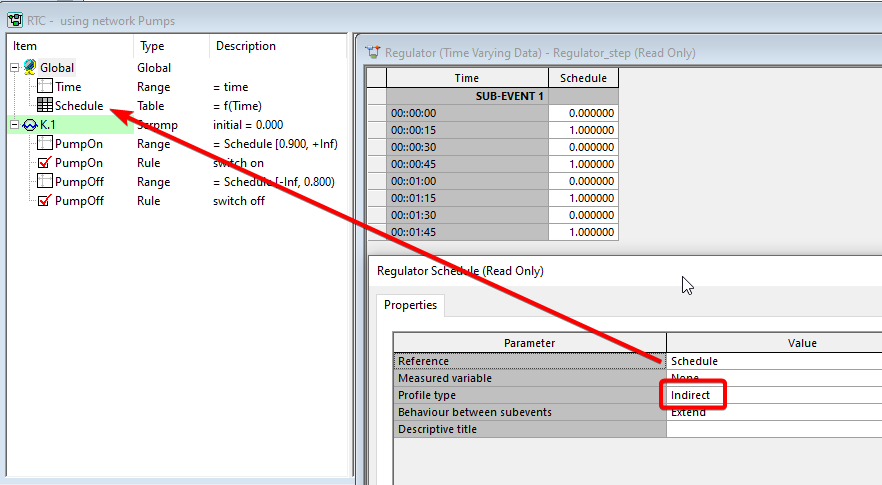 RTC -  using network Pumps
Item Type Description
Global Global
Time Range = time
Schedule Table = f(Time)
K.1 Scrpmp initial = 0.000
PumpOn Range = Schedule [0.900, +Inf)
PumpOn Rule switch on
PumpOff Range = Schedule [-Inf, 0.800)
PumpOff Rule switch off
Regulator (Time Varying Data) - Regulator_step (Read Only)
Time Schedule
SUB-EVENT 1
00::00:00 0.000000
00::00:15 1.000000
00::00:30 0.000000
00::00:45 1.000000
00::01:00 0.000000
00::01:15 1.000000
00::01:30 0.000000
00::01:45 1.000000
Regulator Schedule (Read Only)
Properties
Parameter Value
Reference Schedule
Measured variable None
Profile type Indirect
Behaviour between subevents Extend
Descriptive title